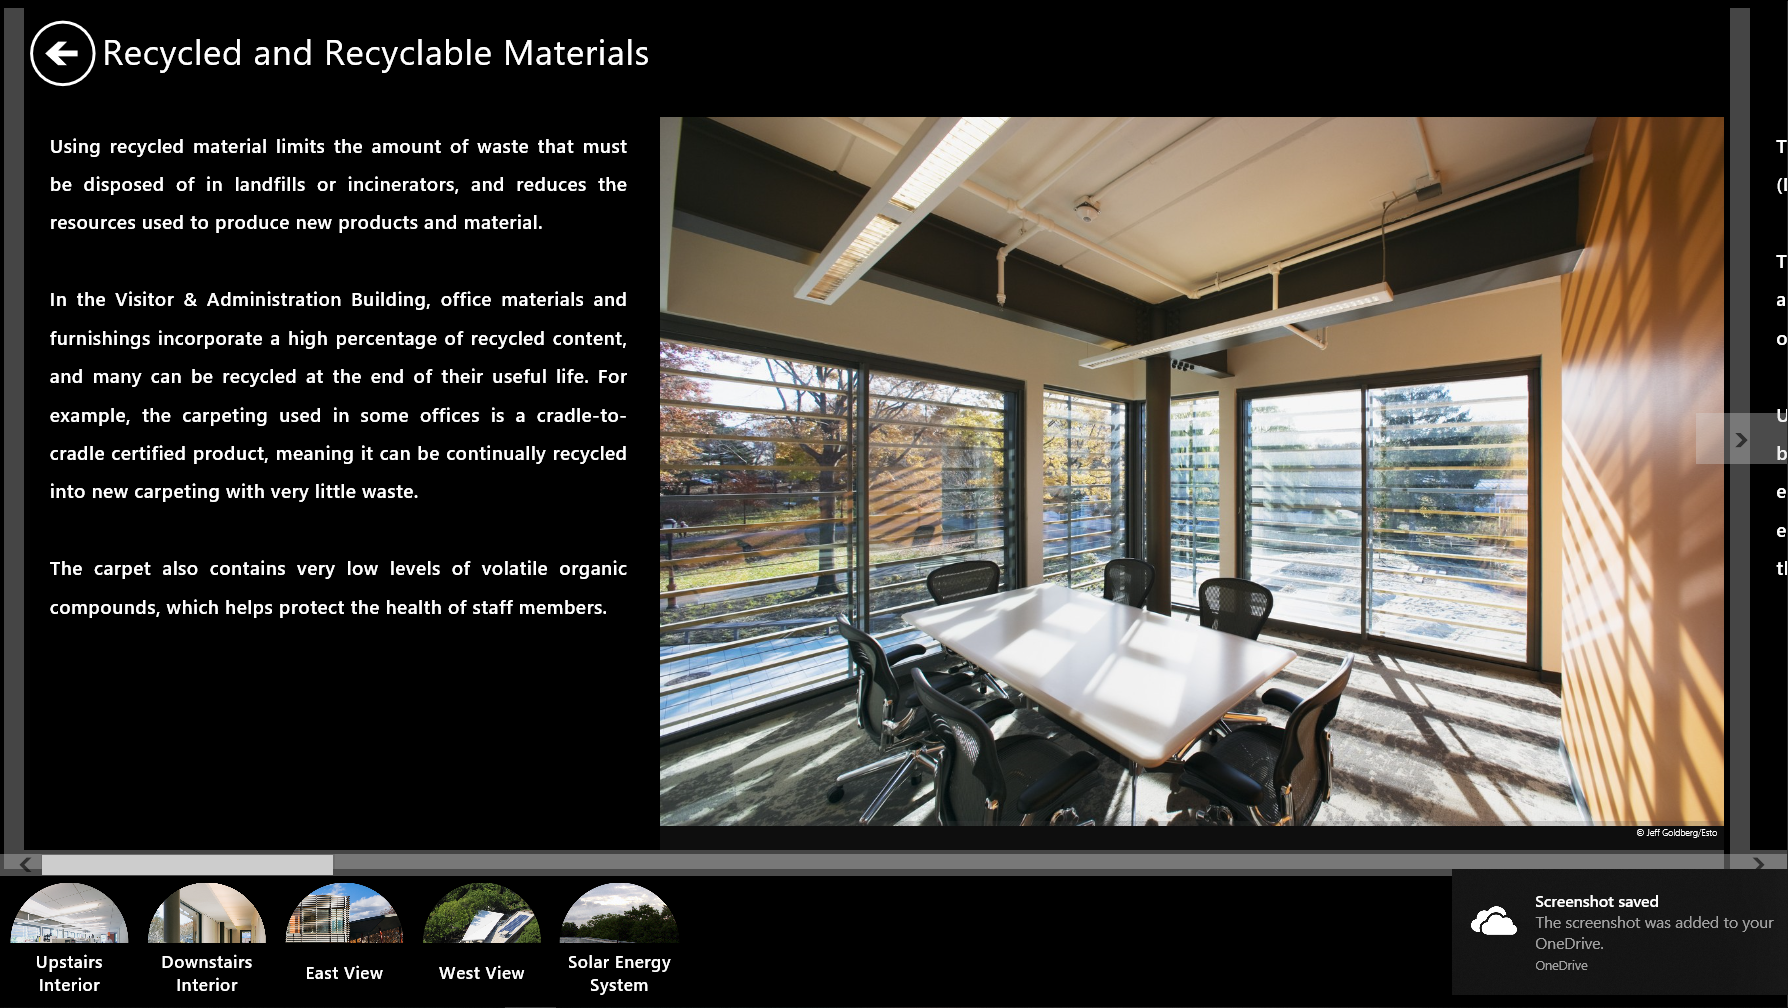 Recycled and Recyclable Materials
Using recycled material limits the amount of waste that must
be disposed of in landfills or incinerators, and reduces the
resources used to produce new products and material.
In the Visitor & Administration Building, office materials and
furnishings incorporate a high percentage of recycled content,
and many can be recycled at the end of their useful life. For
example, the carpeting used in some offices is a cradle-to-
cradle certified product, meaning it can be continually recycled
into new carpeting with very little waste.
The carpet also contains very low levels of volatile organic
compounds, which helps protect the health of staff members.
© Jeff Goldberg/Esto
Upstairs
Interior
Downstairs
Interior
East View
West View
Solar Energy
System
Screenshot saved
The screenshot was added to your
OneDrive.
OneDrive